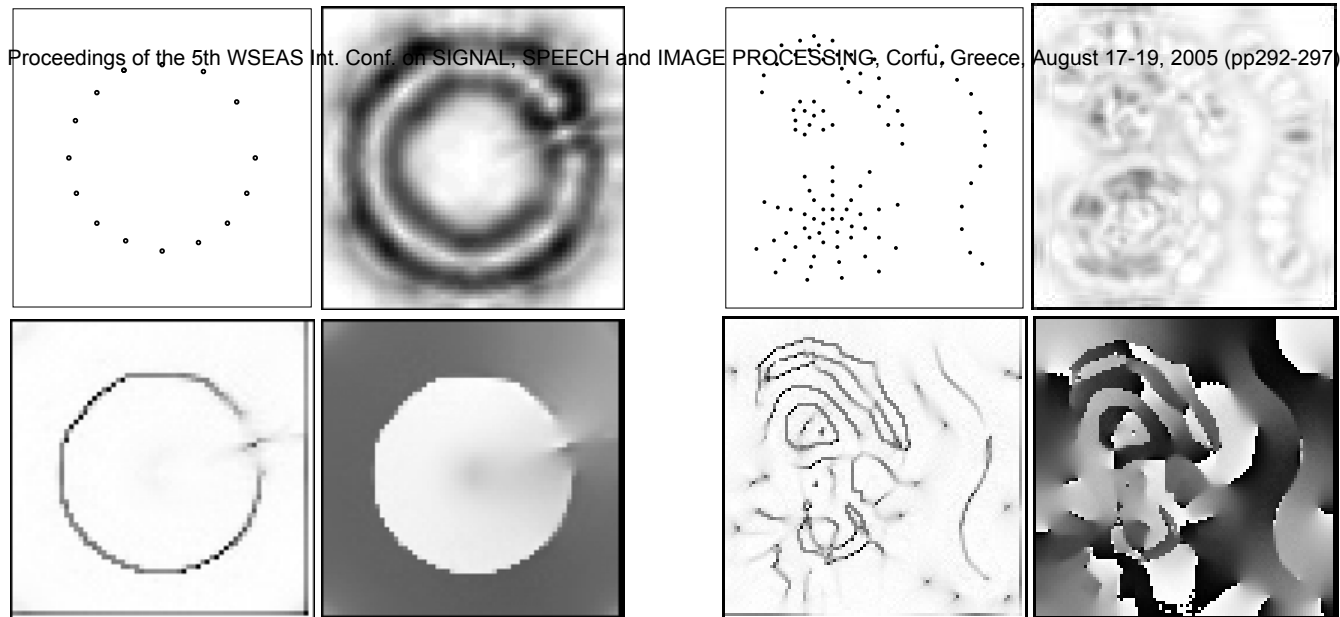 Proceedings of the 5th WSEAS Int. Conf. on SIGNAL, SPEECH and IMAGE PROCESSING, Corfu, Greece, August 17-19, 2005 (pp292-297)